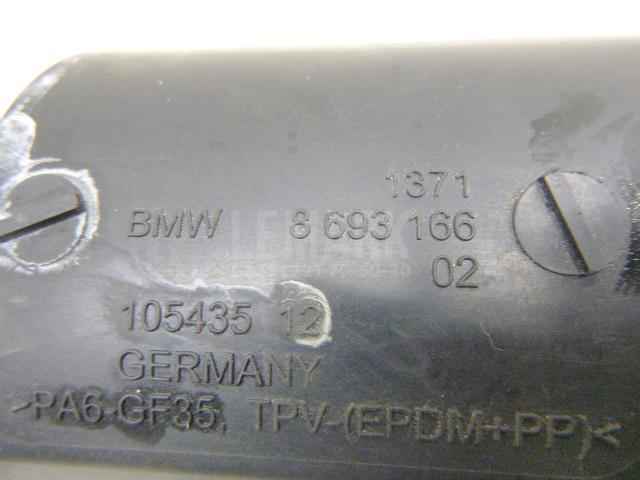 1371
BMW 8 693 166
02
105435 12
GERMANY
>PA6-GF35, TPV-(EPDM+PP)<